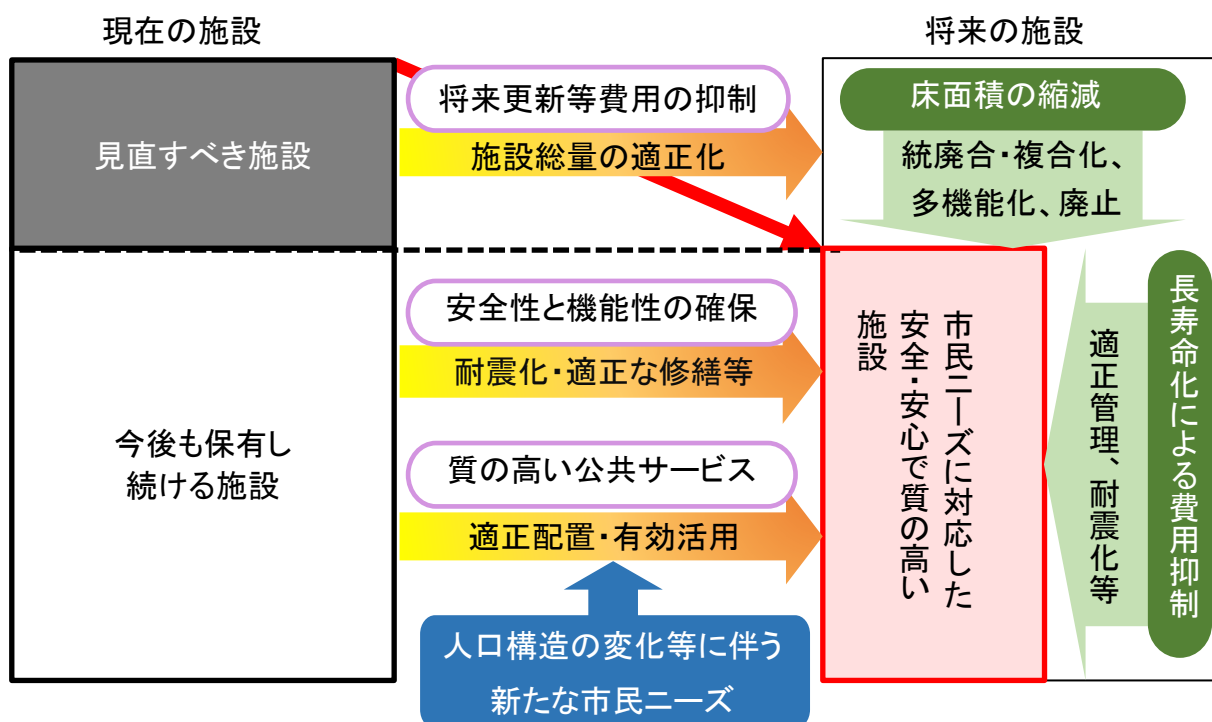 現在の施設
将来の施設
見直すべき施設
将来更新等費用の抑制
施設総量の適正化
床面積の縮減
統廃合・複合化、
多機能化、廃止
今後も保有し
続ける施設
安全性と機能性の確保
耐震化・適正な修繕等
質の高い公共サービス
適正配置・有効活用
人口構造の変化等に伴う
新たな市民ニーズ
市民ニーズに対応した
安全・安心で質の高い
施設
長寿命化による費用抑制
適正管理、耐震化等